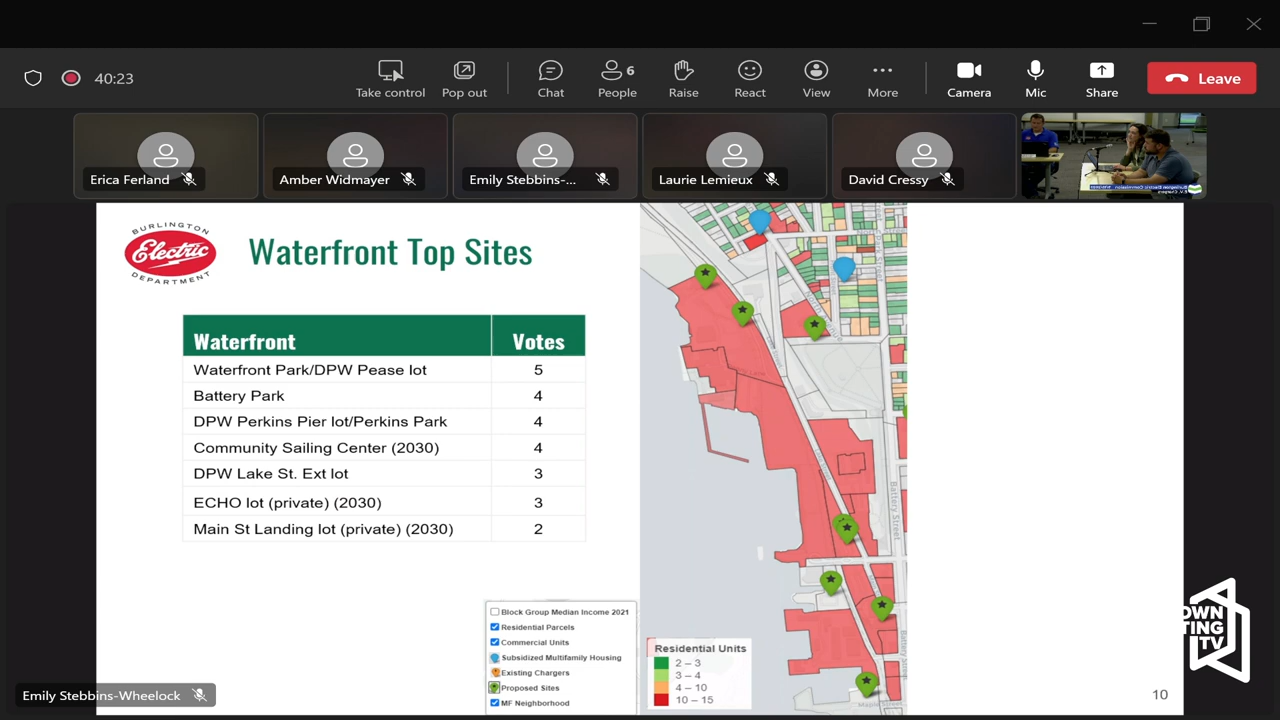 40:23
Take control
Pop out
Chat
6
People
Raise
React
View
More
Camera
Mic
Share
Leave
Erica Ferland
Amber Widmayer
Emily Stebbins-...
Laurie Lemieux
David Cressy
BURLINGTON
Electric
DEPARTMENT
Waterfront Top Sites
Waterfront Votes
Waterfront Park/DPW Pease lot 5
Battery Park 4
DPW Perkins Pier lot/Perkins Park 4
Community Sailing Center (2030) 4
DPW Lake St. Ext lot 3
ECHO lot (private) (2030) 3
Main St Landing lot (private) (2030) 2
Block Group Median Income 2021
Residential Parcels
Commercial Units
Subsidized Multifamily Housing
Existing Chargers
Proposed Sites
MF Neighborhood
Residential Units
2 – 3
3 – 4
4 – 10
10 – 15
Battery Street
Battery Street
10
Emily Stebbins-Wheelock
OWN
TING
TV